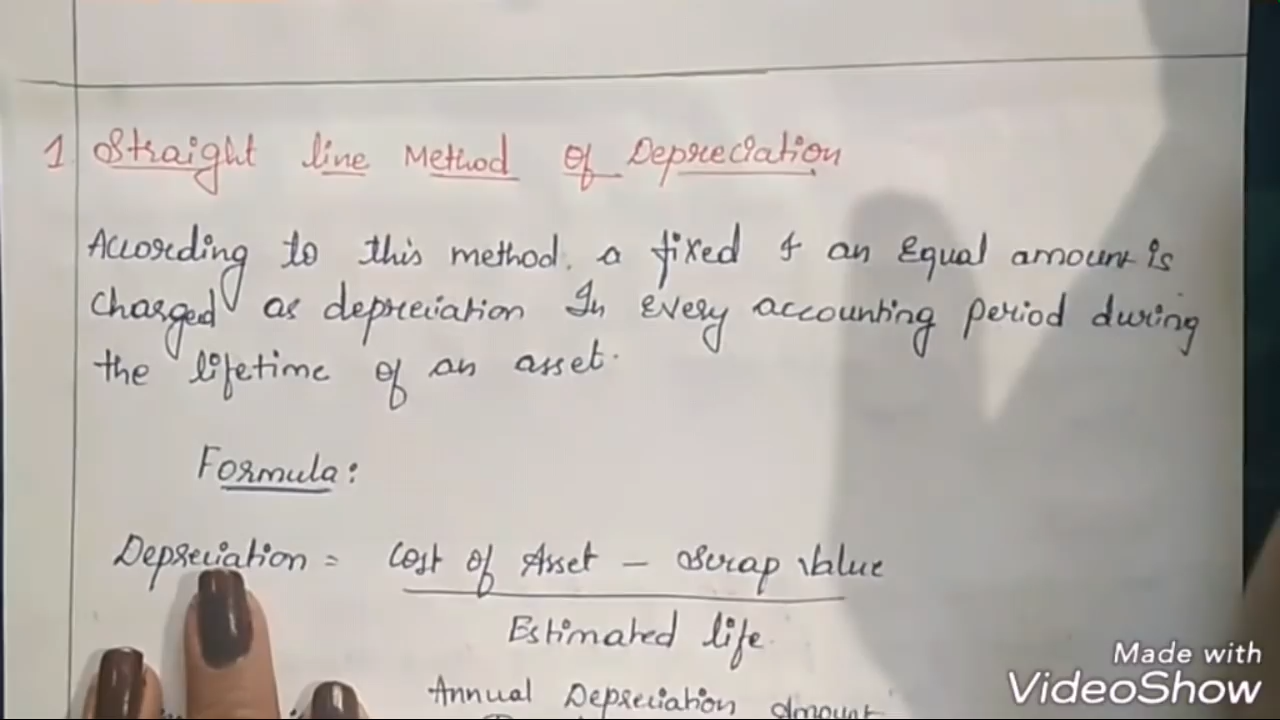 1. Straight line Method Of Depreciation
According to this method. a fixed & an Equal amount is
charged as depreciation In Every accounting period during
the lifetime of an asset.
Formula:
Depreciation = Cost of Asset – Scrap Value
Estimated life.
Annual Depreciation Amount
Made with
VideoShow